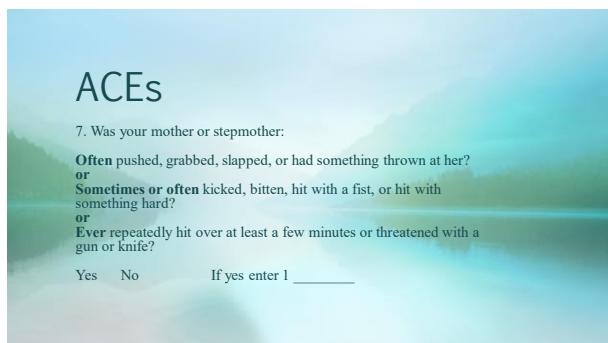 ACEs
7. Was your mother or stepmother:
Often pushed, grabbed, slapped, or had something thrown at her?
or
Sometimes or often kicked, bitten, hit with a fist, or hit with
something hard?
or
Ever repeatedly hit over at least a few minutes or threatened with a
gun or knife?
Yes No If yes enter 1 ________